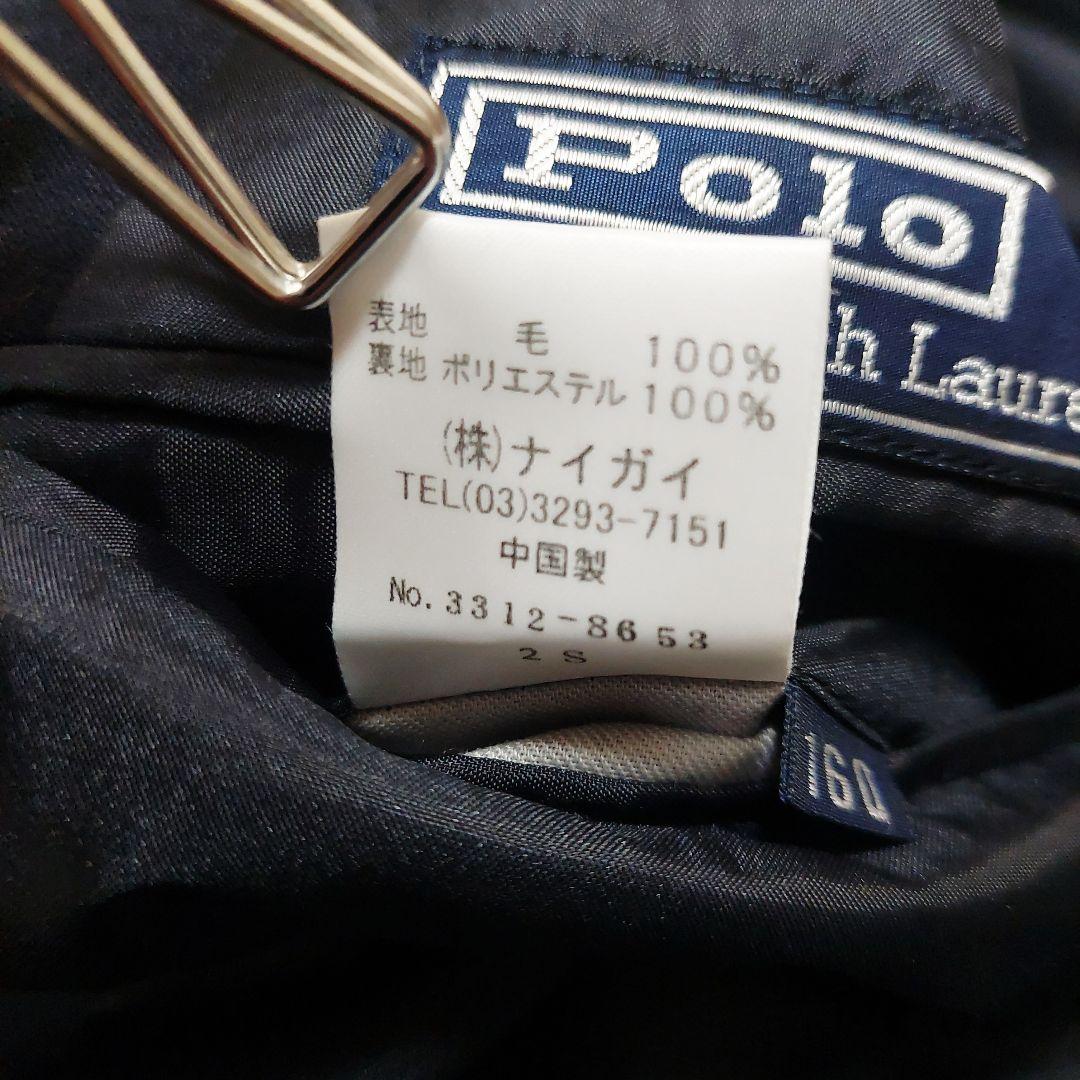 Polo
h Laure
表地 毛 100%
裏地 ポリエステル 100%
(株)ナイガイ
TEL(03)3293-7151
中国製
No.3312-8653
2S
160